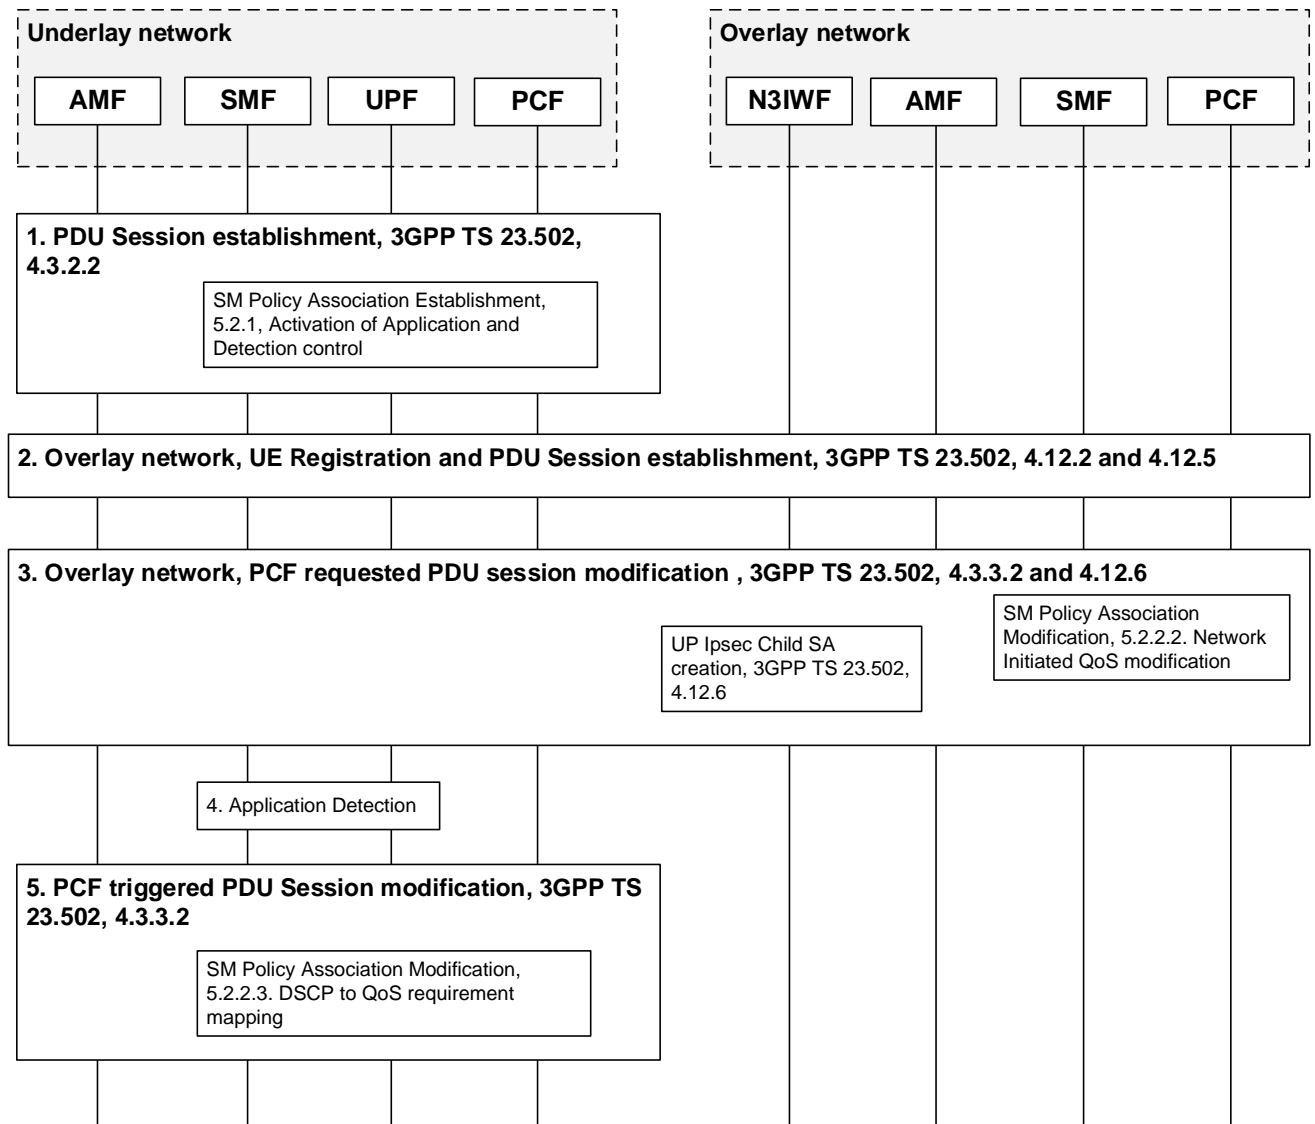 Underlay network
Overlay network
AMF
SMF
UPF
PCF
N3IWF
AMF
SMF
PCF
1. PDU Session establishment, 3GPP TS 23.502,
4.3.2.2
SM Policy Association Establishment,
5.2.1, Activation of Application and
Detection control
2. Overlay network, UE Registration and PDU Session establishment, 3GPP TS 23.502, 4.12.2 and 4.12.5
3. Overlay network, PCF requested PDU session modification , 3GPP TS 23.502, 4.3.3.2 and 4.12.6
UP Ipsec Child SA
creation, 3GPP TS 23.502,
4.12.6
SM Policy Association
Modification, 5.2.2.2. Network
Initiated QoS modification
4. Application Detection
5. PCF triggered PDU Session modification, 3GPP TS
23.502, 4.3.3.2
SM Policy Association Modification,
5.2.2.3. DSCP to QoS requirement
mapping